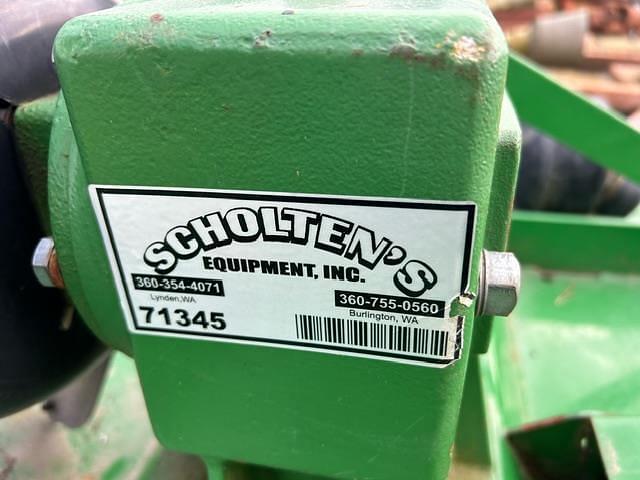 SCHOLTEN'S
EQUIPMENT, INC.
360-354-4071
Lynden, WA
360-755-0560
Burlington, WA
71345